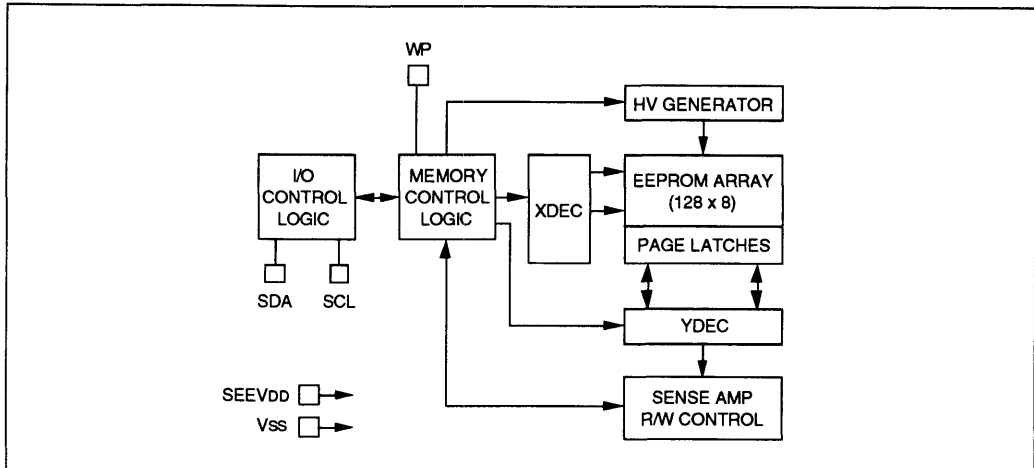 WP
HV GENERATOR
I/O
CONTROL
LOGIC
MEMORY
CONTROL
LOGIC
XDEC
EEPROM ARRAY
(128 x 8)
PAGE LATCHES
SDA
SCL
YDEC
SEEVDD
Vss
SENSE AMP
R/W CONTROL